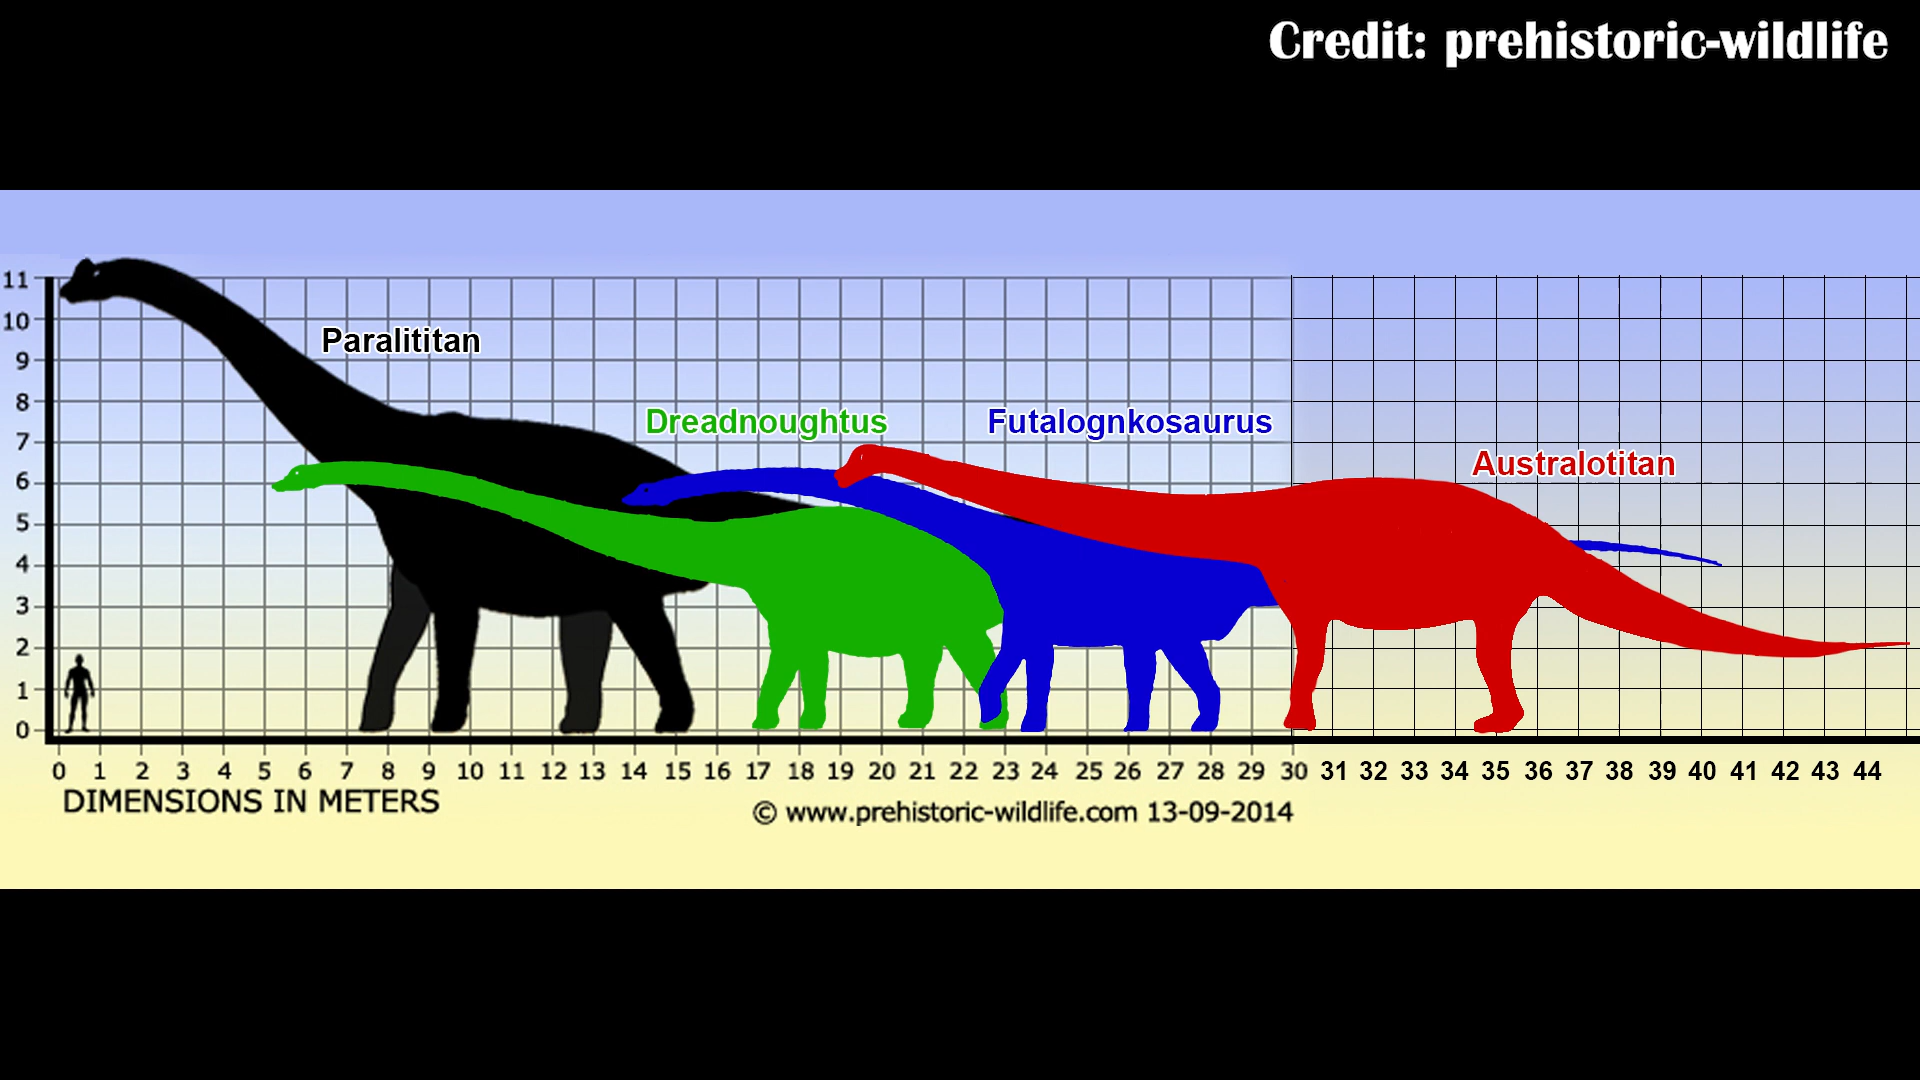 Credit: prehistoric-wildlife
11
10
9
8
7
6
5
4
3
2
1
0
Paralititan
Dreadnoughtus
Futalognkosaurus
Australotitan
0 1 2 3 4 5 6 7 8 9 10 11 12 13 14 15 16 17 18 19 20 21 22 23 24 25 26 27 28 29 30 31 32 33 34 35 36 37 38 39 40 41 42 43 44
DIMENSIONS IN METERS
© www.prehistoric-wildlife.com 13-09-2014